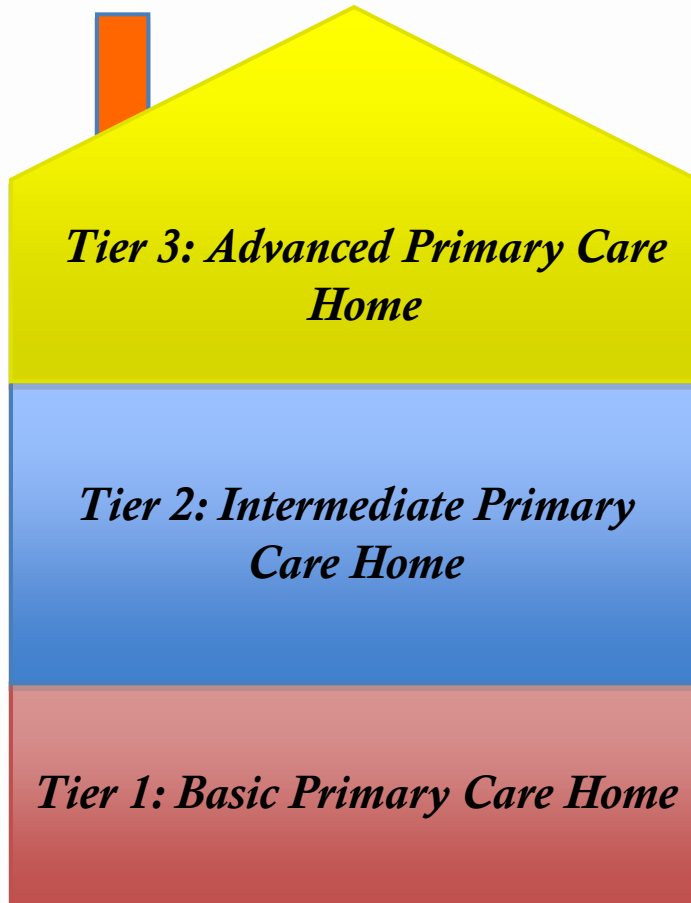 Tier 3: Advanced Primary Care
Home
Tier 2: Intermediate Primary
Care Home
Tier 1: Basic Primary Care Home